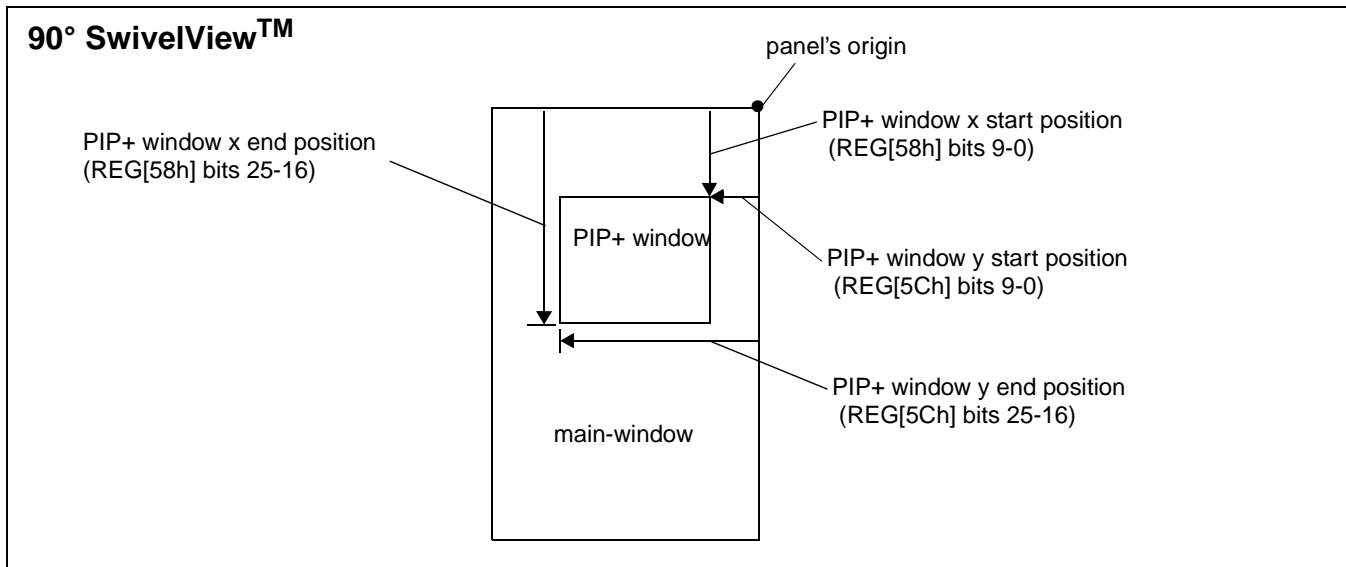 90° SwivelView™
panel's origin
PIP+ window x end position
(REG[58h] bits 25-16)
PIP+ window x start position
(REG[58h] bits 9-0)
PIP+ window
PIP+ window y start position
(REG[5Ch] bits 9-0)
PIP+ window y end position
(REG[5Ch] bits 25-16)
main-window